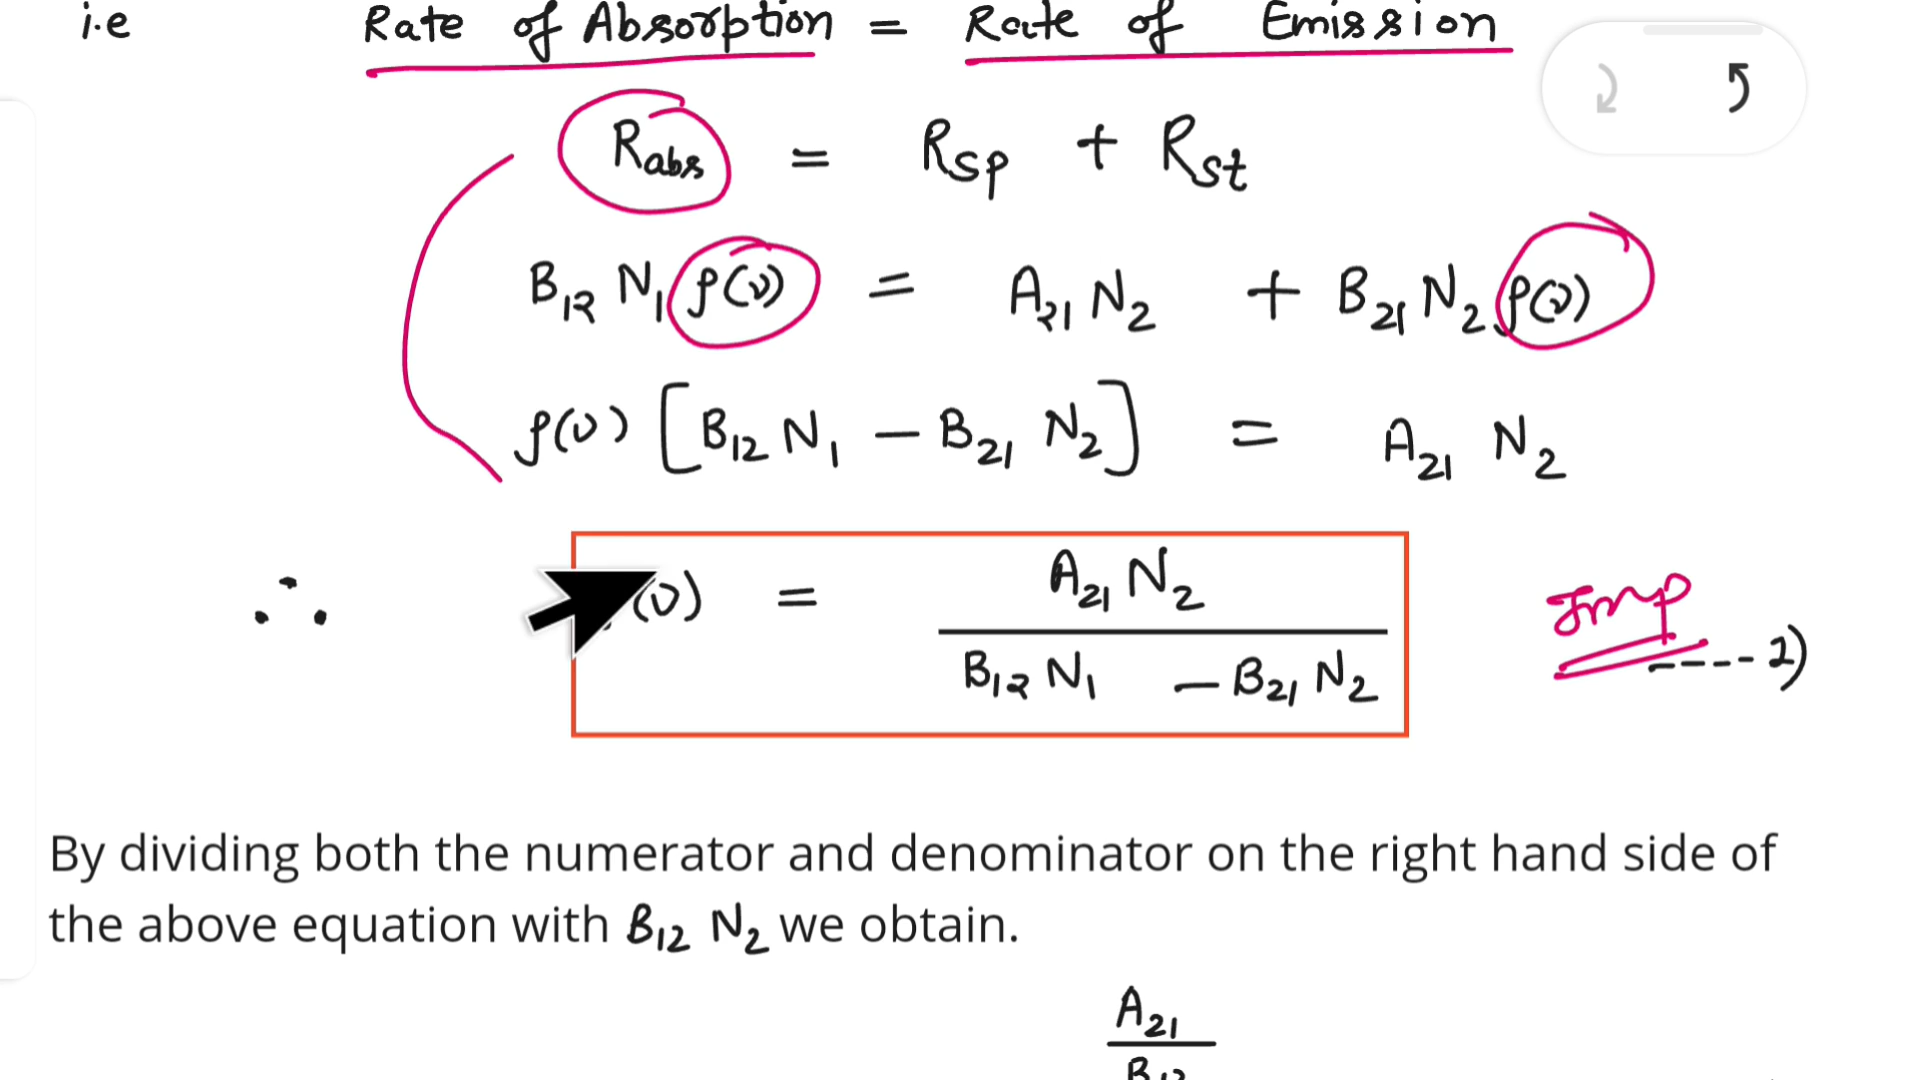 i.e Rate of Absorption = Rate of Emission
Rabs = Rsp + Rst
B12 N1 ρ(ν) = A21 N2 + B21 N2 ρ(ν)
ρ(ν) [B12 N1 - B21 N2] = A21 N2
∴ (ν) = A21 N2
B12 N1 - B21 N2
Imp
----2)
By dividing both the numerator and denominator on the right hand side of
the above equation with B12 N2 we obtain.
A21
B12